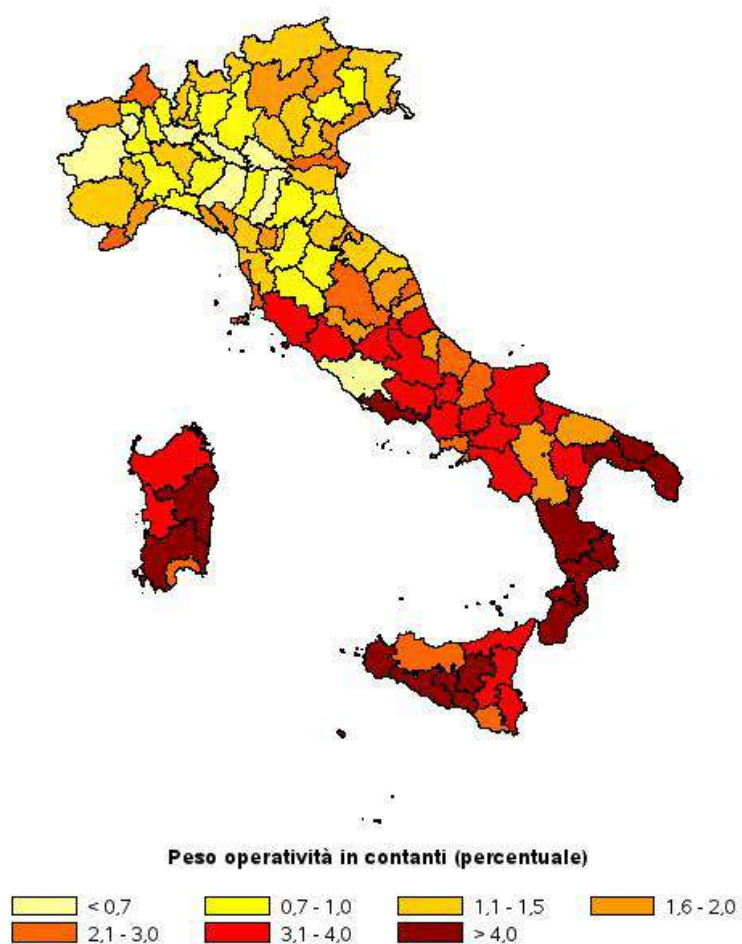 Peso operatività in contanti (percentuale)
< 0,7 0,7 - 1,0 1,1 - 1,5 1,6 - 2,0
2,1 - 3,0 3,1 - 4,0 > 4,0